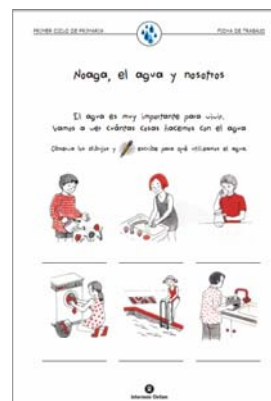 PRIMER CICLO DE PRIMARIA
FICHA DE TRABAJO
Noaga, el agua y nosotros
El agua es muy importante para vivir.
Vamos a ver cuántas cosas hacemos con el agua
Observa los dibujos y escribe para qué utilizamos el agua
Intermón Oxfam